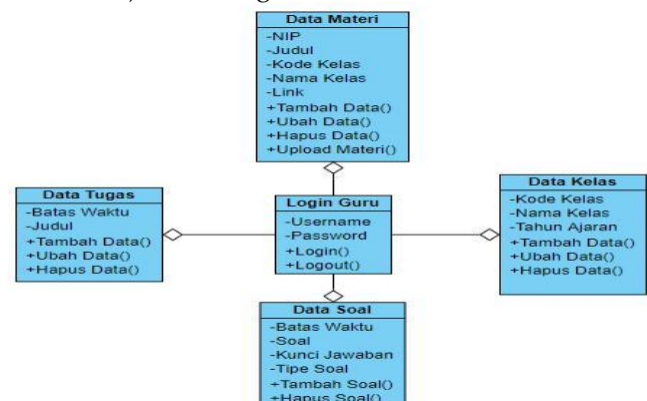 Data Materi
-NIP
-Judul
-Kode Kelas
-Nama Kelas
-Link
+Tambah Data()
+Ubah Data()
+Hapus Data()
+Upload Materi()
Data Tugas
-Batas Waktu
-Judul
+Tambah Data()
+Ubah Data()
+Hapus Data()
Login Guru
-Username
-Password
+Login()
+Logout()
Data Kelas
-Kode Kelas
-Nama Kelas
-Tahun Ajaran
+Tambah Data()
+Ubah Data()
+Hapus Data()
Data Soal
-Batas Waktu
-Soal
-Kunci Jawaban
-Tipe Soal
+Tambah Soal()
+Hapus Soal()